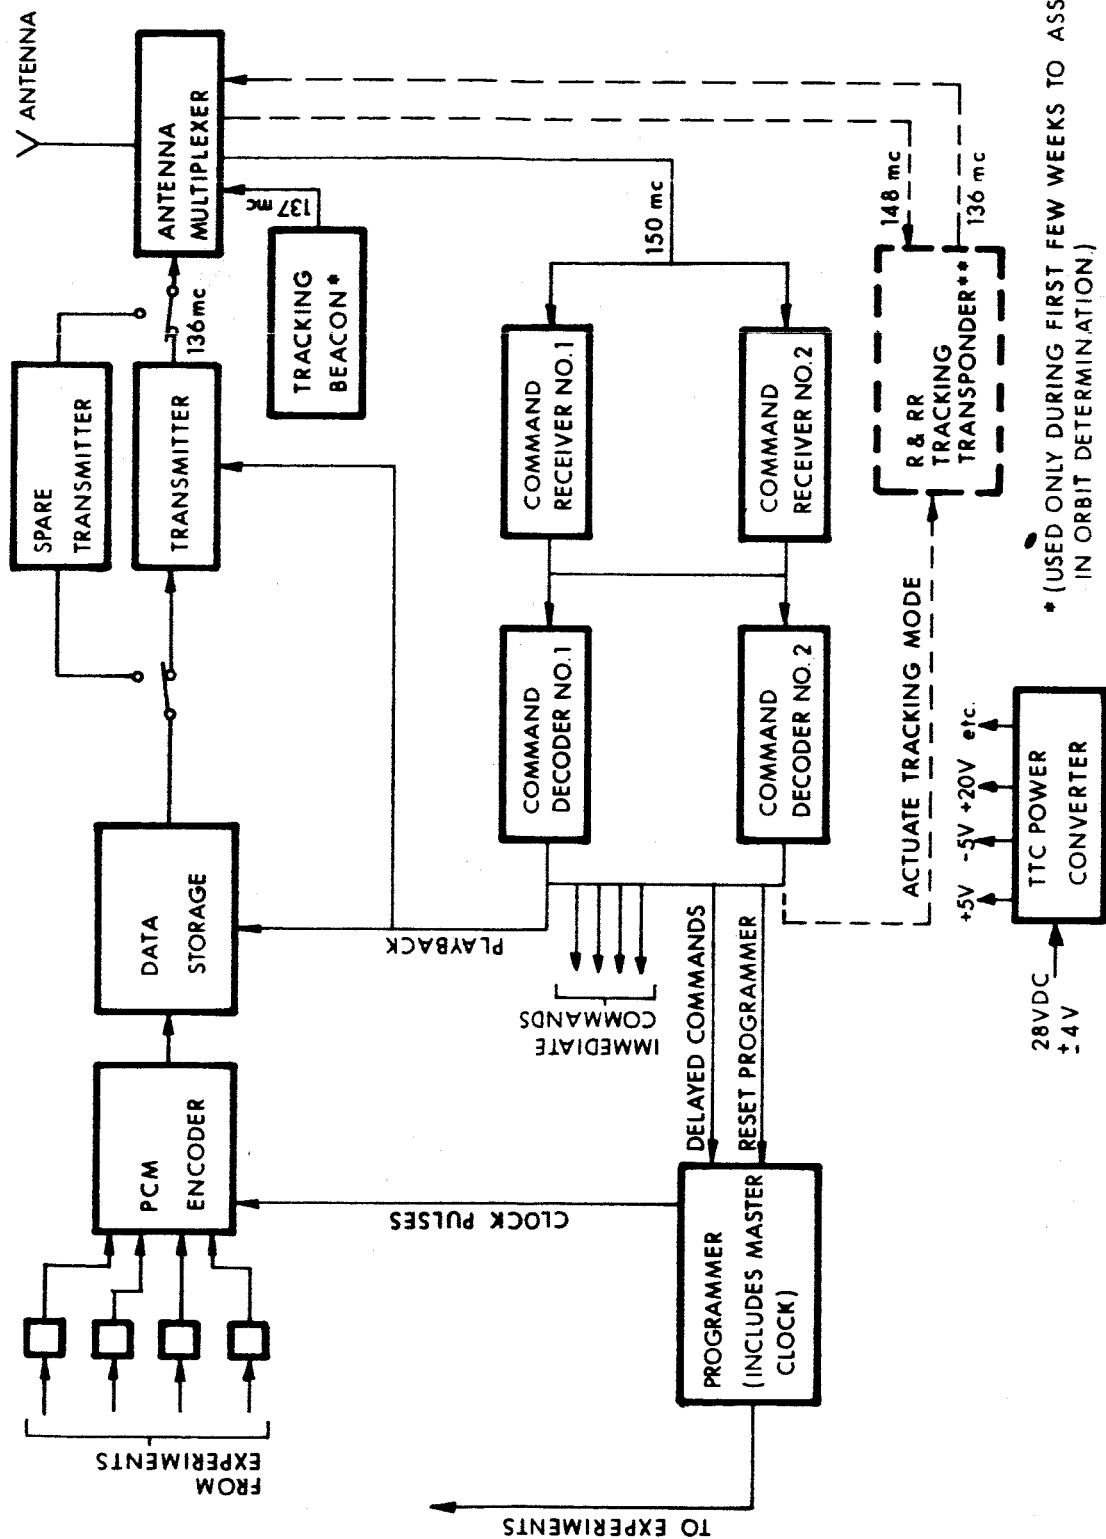 ANTENNA
ANTENNA
MULTIPLEXER
SPARE
TRANSMITTER
TRANSMITTER
136mc
137 mc
TRACKING
BEACON*
DATA
STORAGE
PCM
ENCODER
FROM
EXPERIMENTS
PLAYBACK
CLOCK PULSES
IMMEDIATE
COMMANDS
150 mc
COMMAND
RECEIVER NO.1
COMMAND
RECEIVER NO.2
COMMAND
DECODER NO.1
COMMAND
DECODER NO. 2
148 mc
136 mc
R & RR
TRACKING
TRANSPONDER**
ACTUATE TRACKING MODE
DELAYED COMMANDS
RESET PROGRAMMER
PROGRAMMER
(INCLUDES MASTER
CLOCK)
TO EXPERIMENTS
+5V -5V +20V etc.
TTC POWER
CONVERTER
28VDC
±4V
* (USED ONLY DURING FIRST FEW WEEKS TO ASS
IN ORBIT DETERMINATION.)